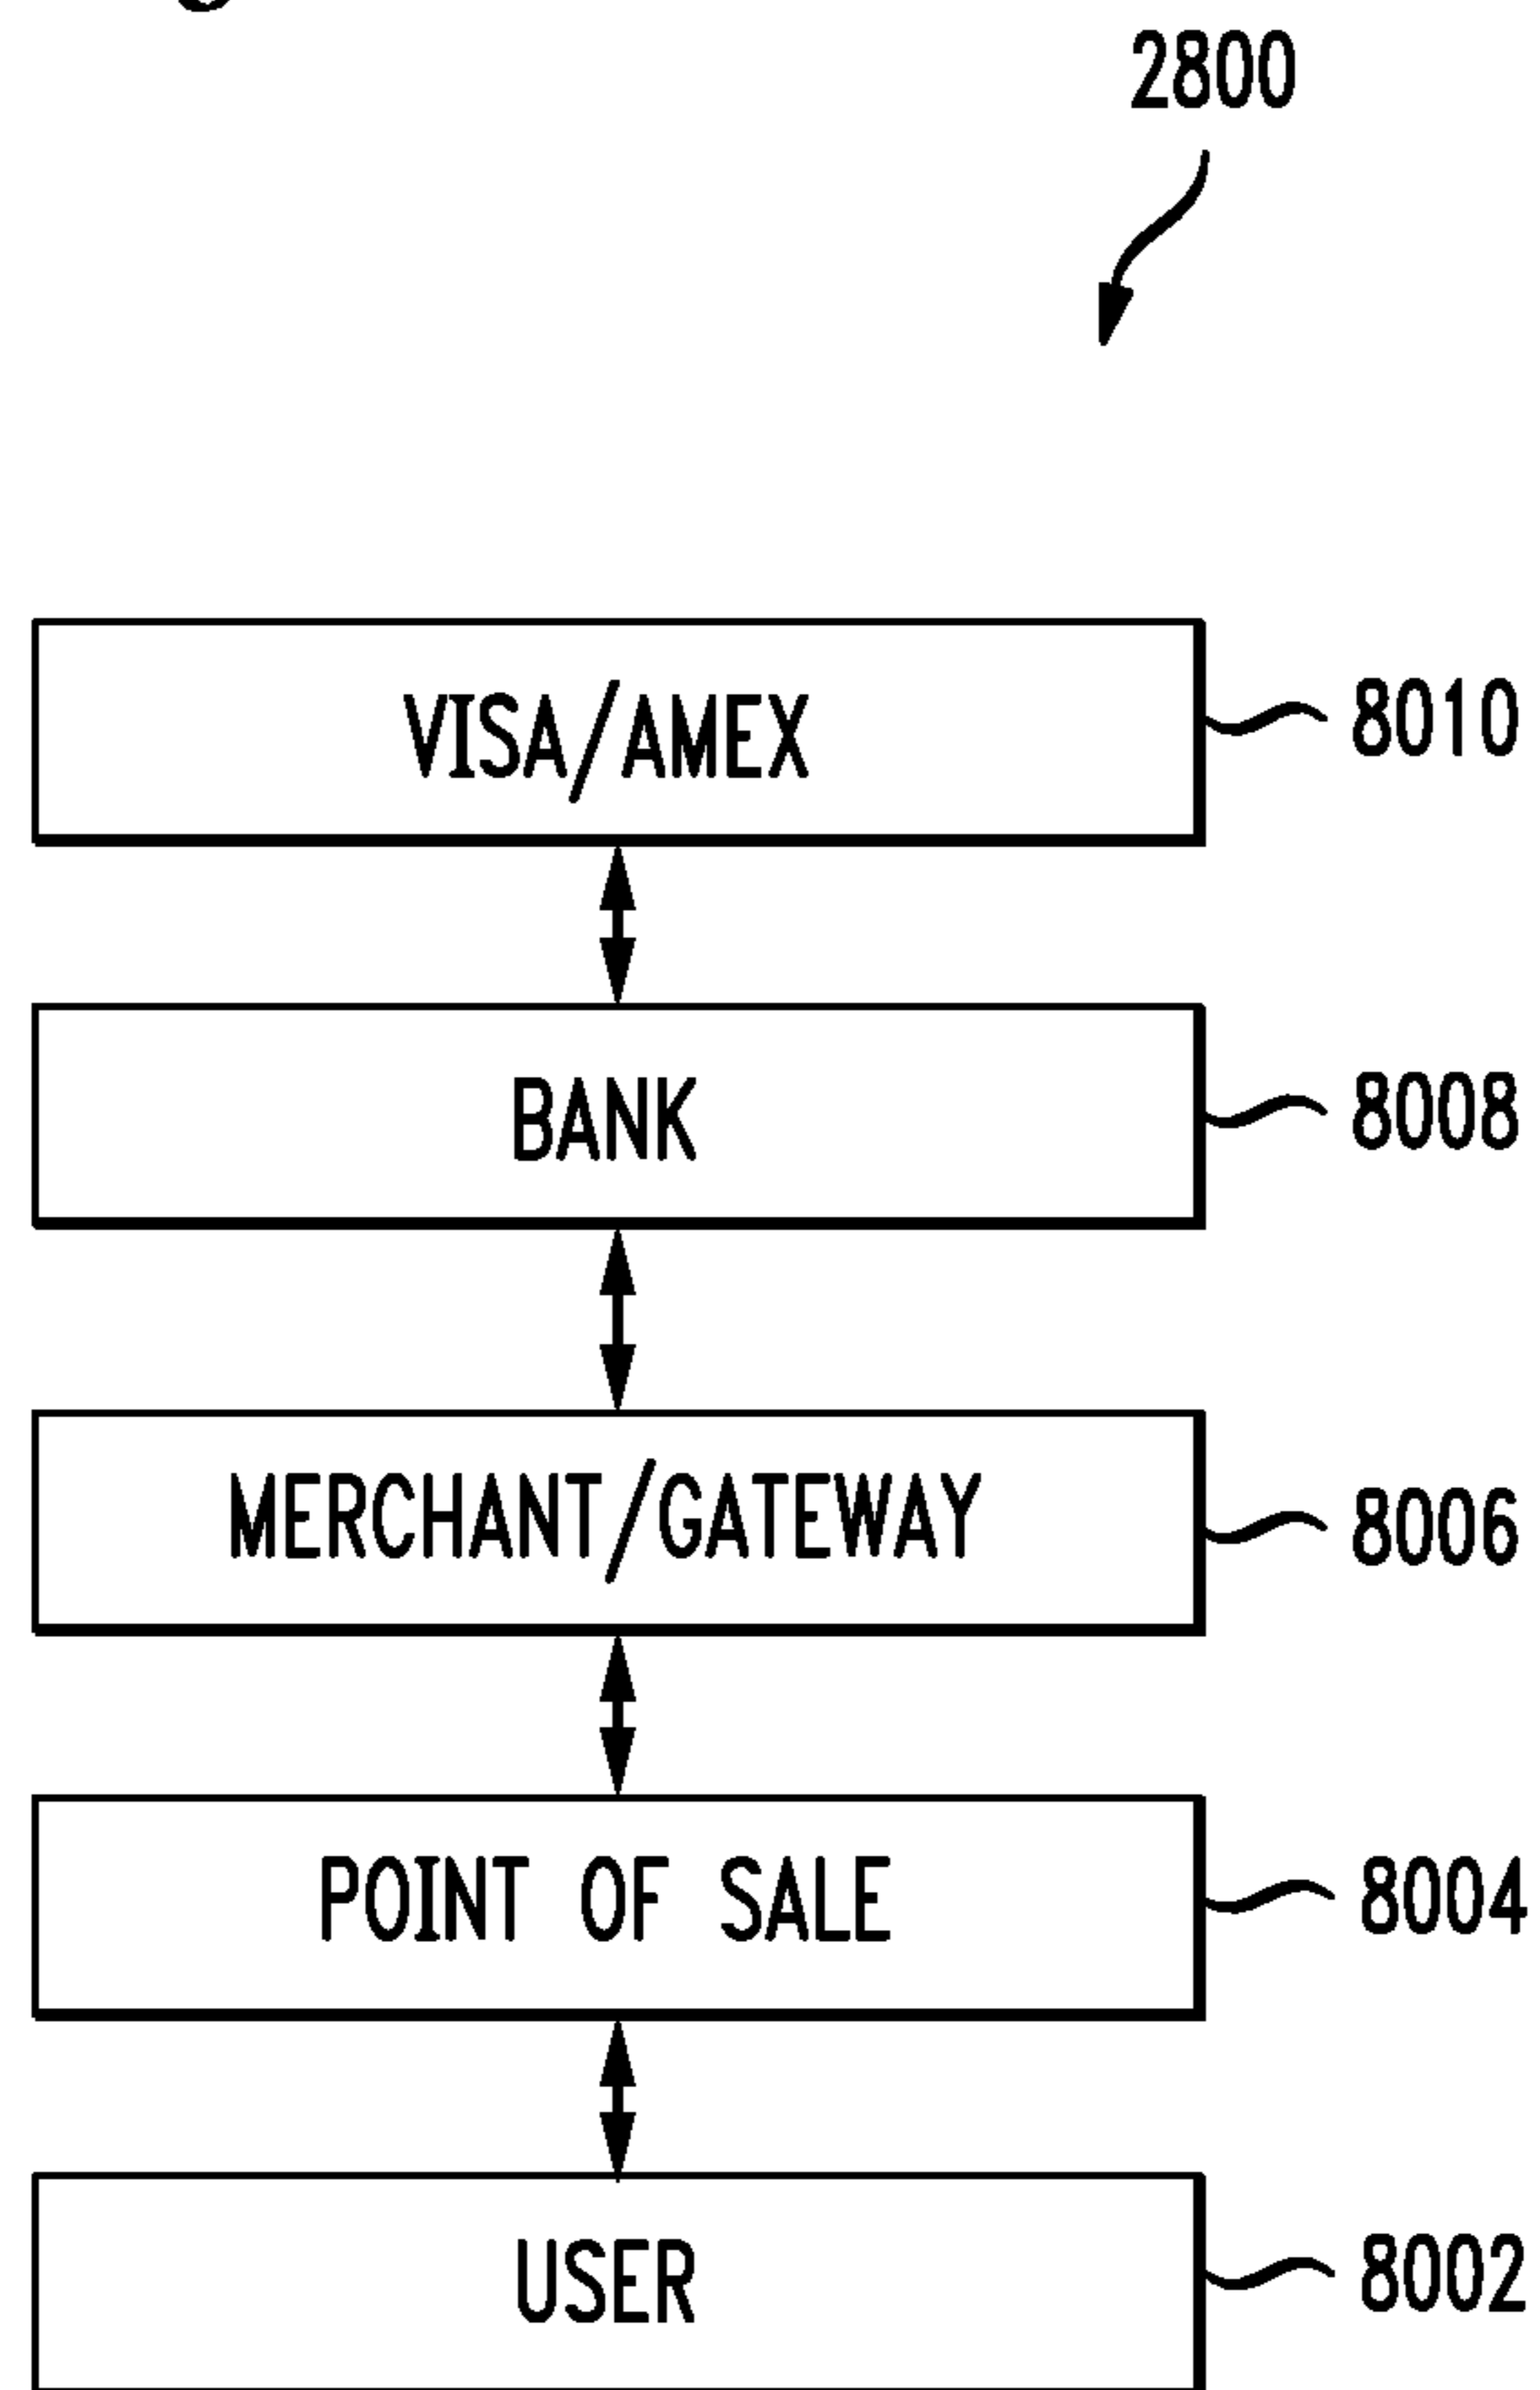 2800
VISA/AMEX
8010
BANK
8008
MERCHANT/GATEWAY
8006
POINT OF SALE
8004
USER
8002